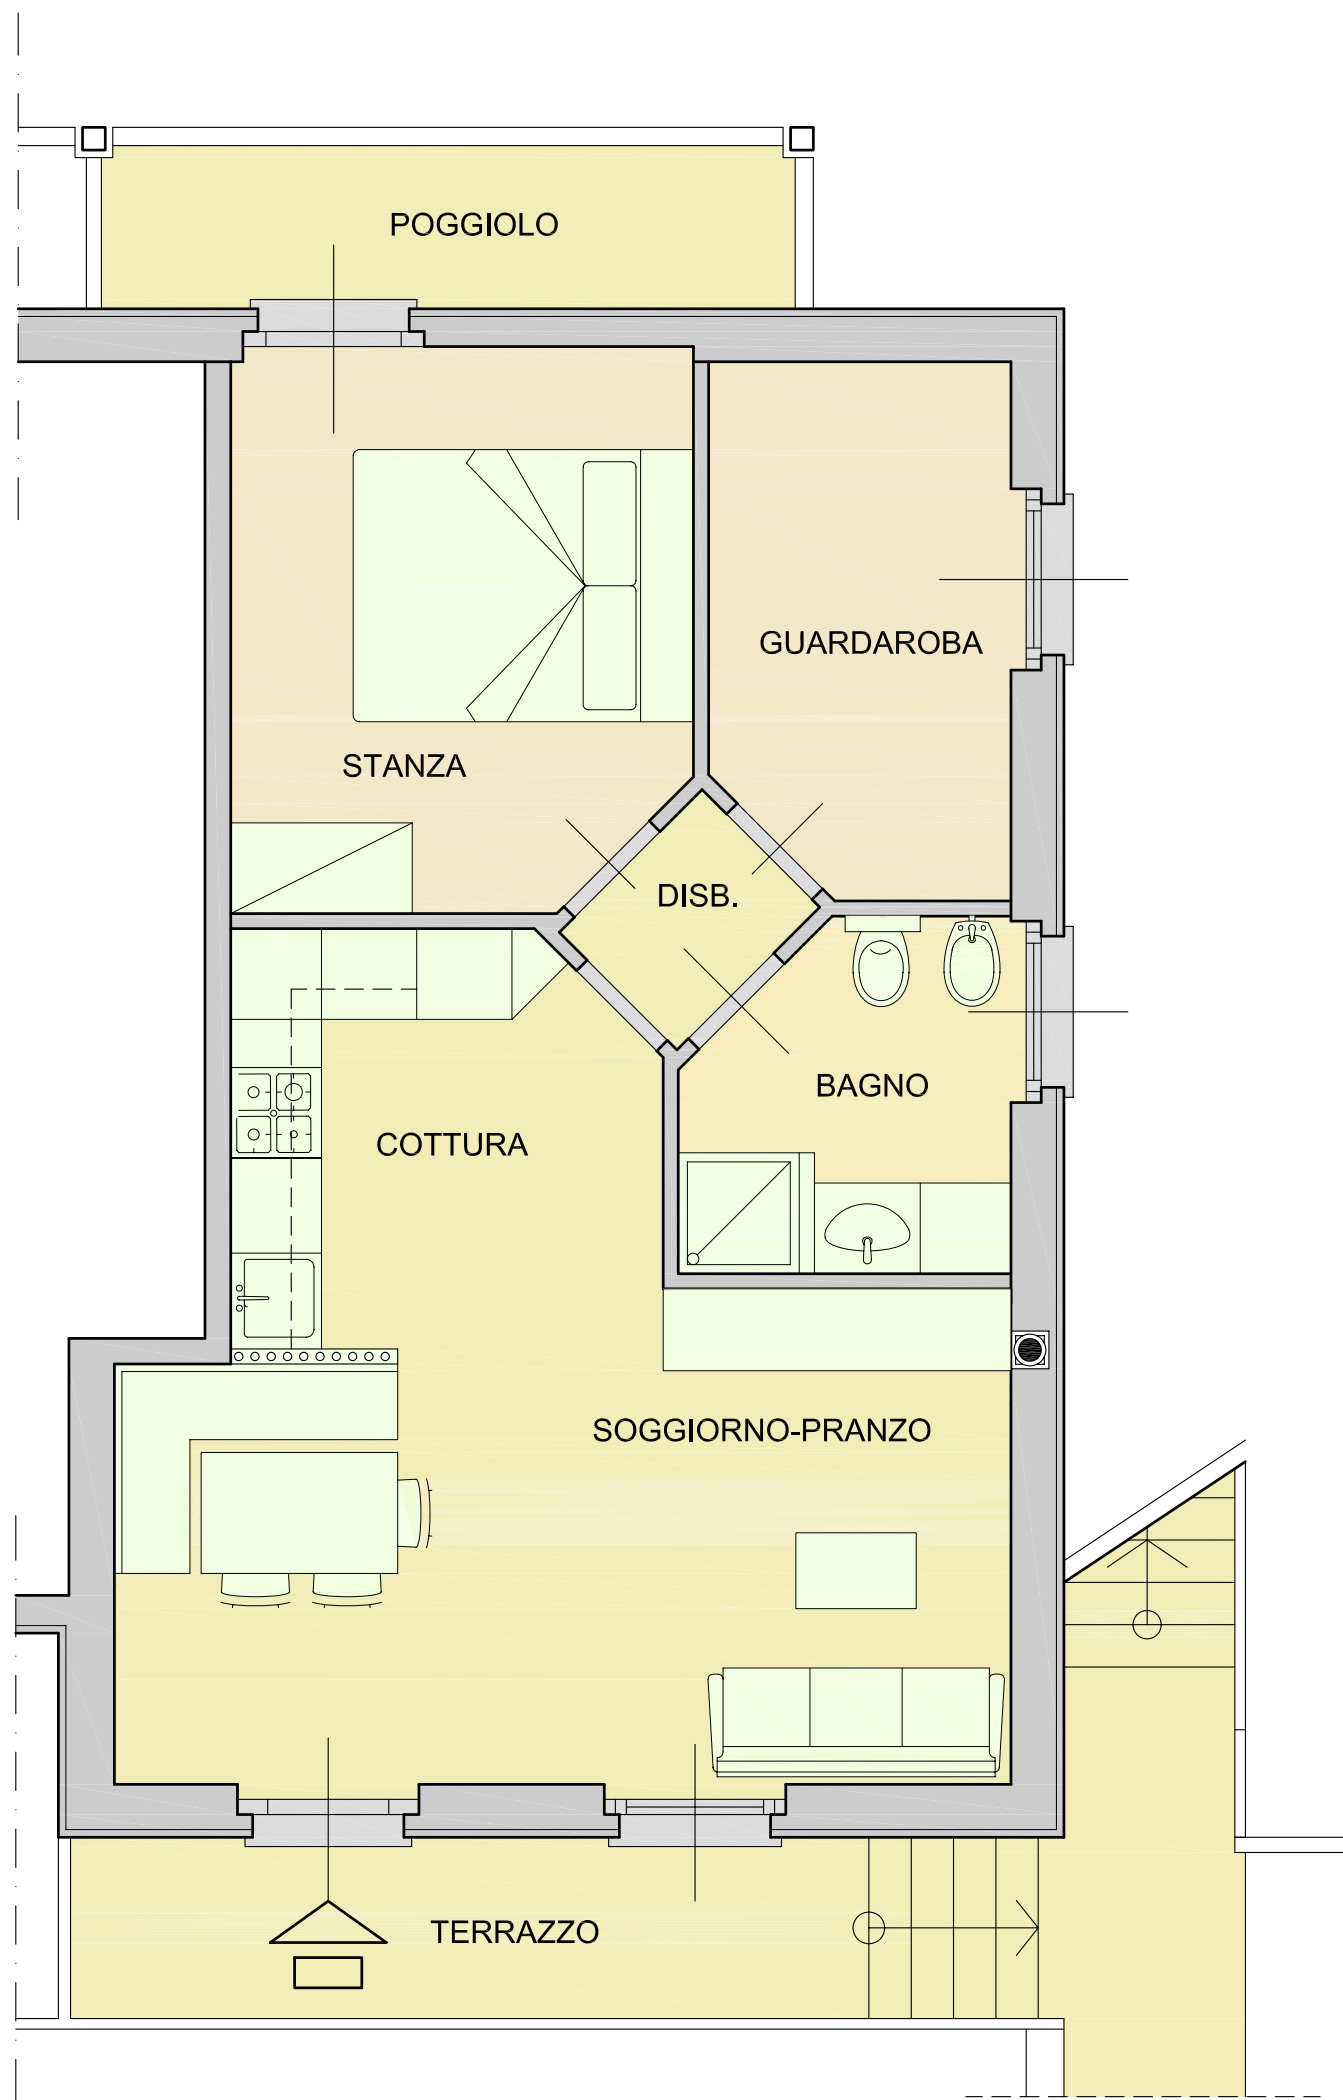 POGGIOLO
GUARDAROBA
STANZA
DISB.
BAGNO
COTTURA
SOGGIORNO-PRANZO
TERRAZZO